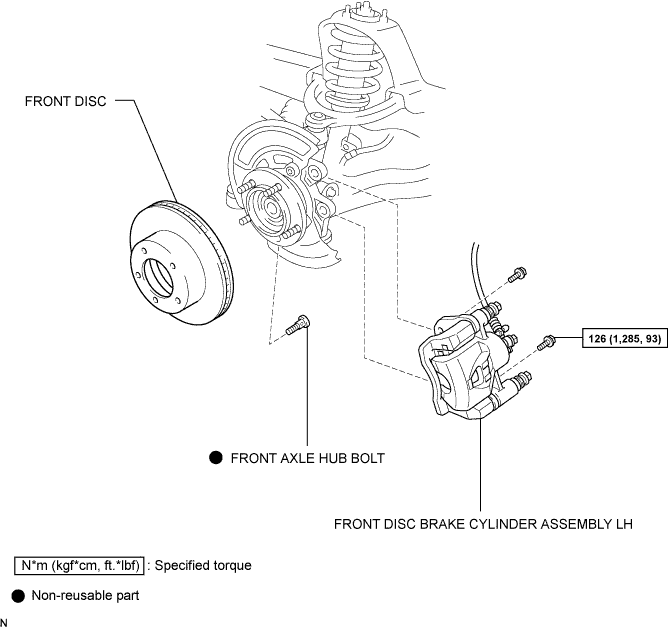 FRONT DISC
126 (1,285, 93)
● FRONT AXLE HUB BOLT
FRONT DISC BRAKE CYLINDER ASSEMBLY LH
N*m (kgf*cm, ft.*lbf) : Specified torque
● Non-reusable part
N